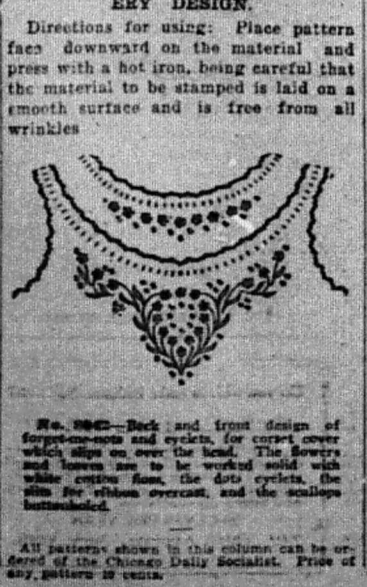 ERY DESIGN.
Directions for using: Place pattern
face downward on the material and
press with a hot iron, being careful that
the material to be stamped is laid on a
smooth surface and is free from all
wrinkles
No. Back and front design of
forget-me-nots and eyelets, for corset cover
which slips on over the head. The flowers
and leaves are to be worked solid with
white cotton floss, the dots eyelets, the
slits for ribbon overcast, and the scallops
buttonholed.
All patterns shown in this column can be or-
dered of the Chicago Daily Socialist. Price of
any pattern 10 cents.